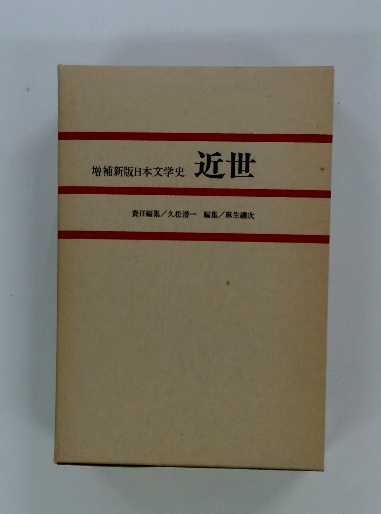 増補新版日本文学史 近世
責任編集/久松潜一 編集/麻生磯次